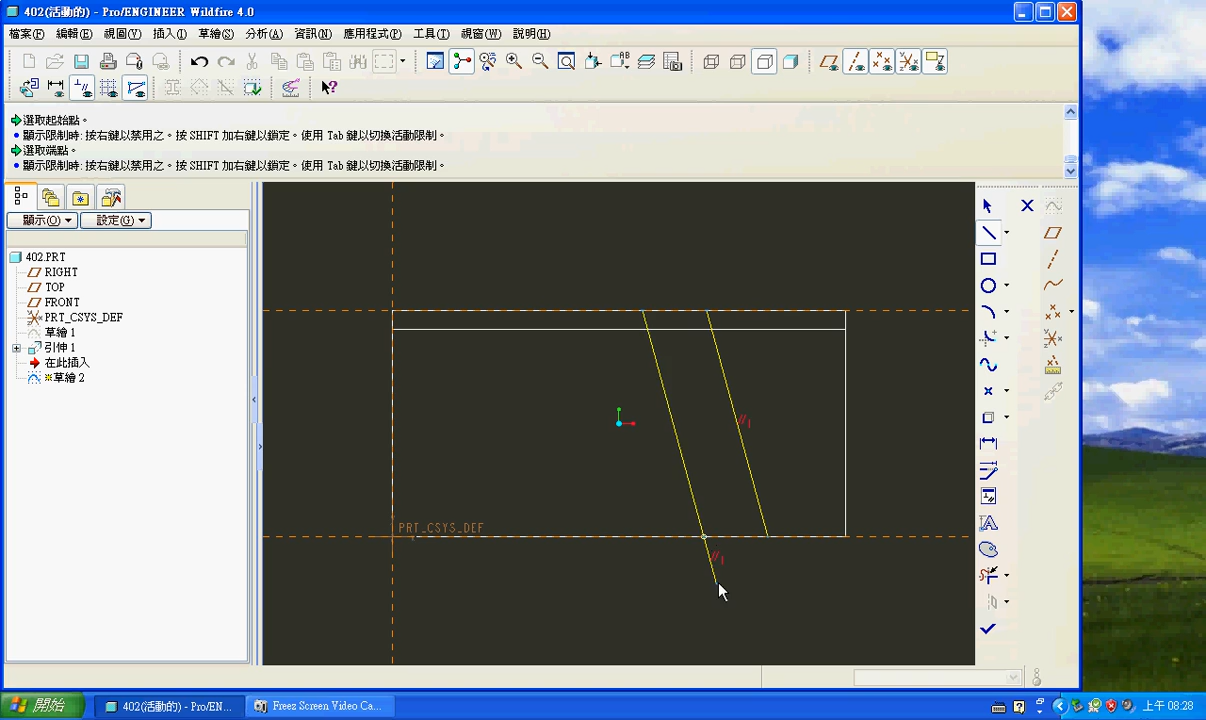 402(活動的) - Pro/ENGINEER Wildfire 4.0
檔案(F) 編輯(E) 視圖(V) 插入(I) 草繪(S) 分析(A) 資訊(N) 應用程式(P) 工具(T) 視窗(W) 說明(H)
選取起始點。
顯示限制時: 按右鍵以禁用之。按 SHIFT 加右鍵以鎖定。使用 Tab 鍵以切換活動限制。
選取端點。
顯示限制時: 按右鍵以禁用之。按 SHIFT 加右鍵以鎖定。使用 Tab 鍵以切換活動限制。
顯示(O) 設定(G)
402.PRT
RIGHT
TOP
FRONT
PRT_CSYS_DEF
草繪 1
引伸 1
在此插入
草繪 2
//1
PRT_CSYS_DEF
//1
開始 402(活動的) - Pro/EN... Freez Screen Video Ca... 上午 08:28